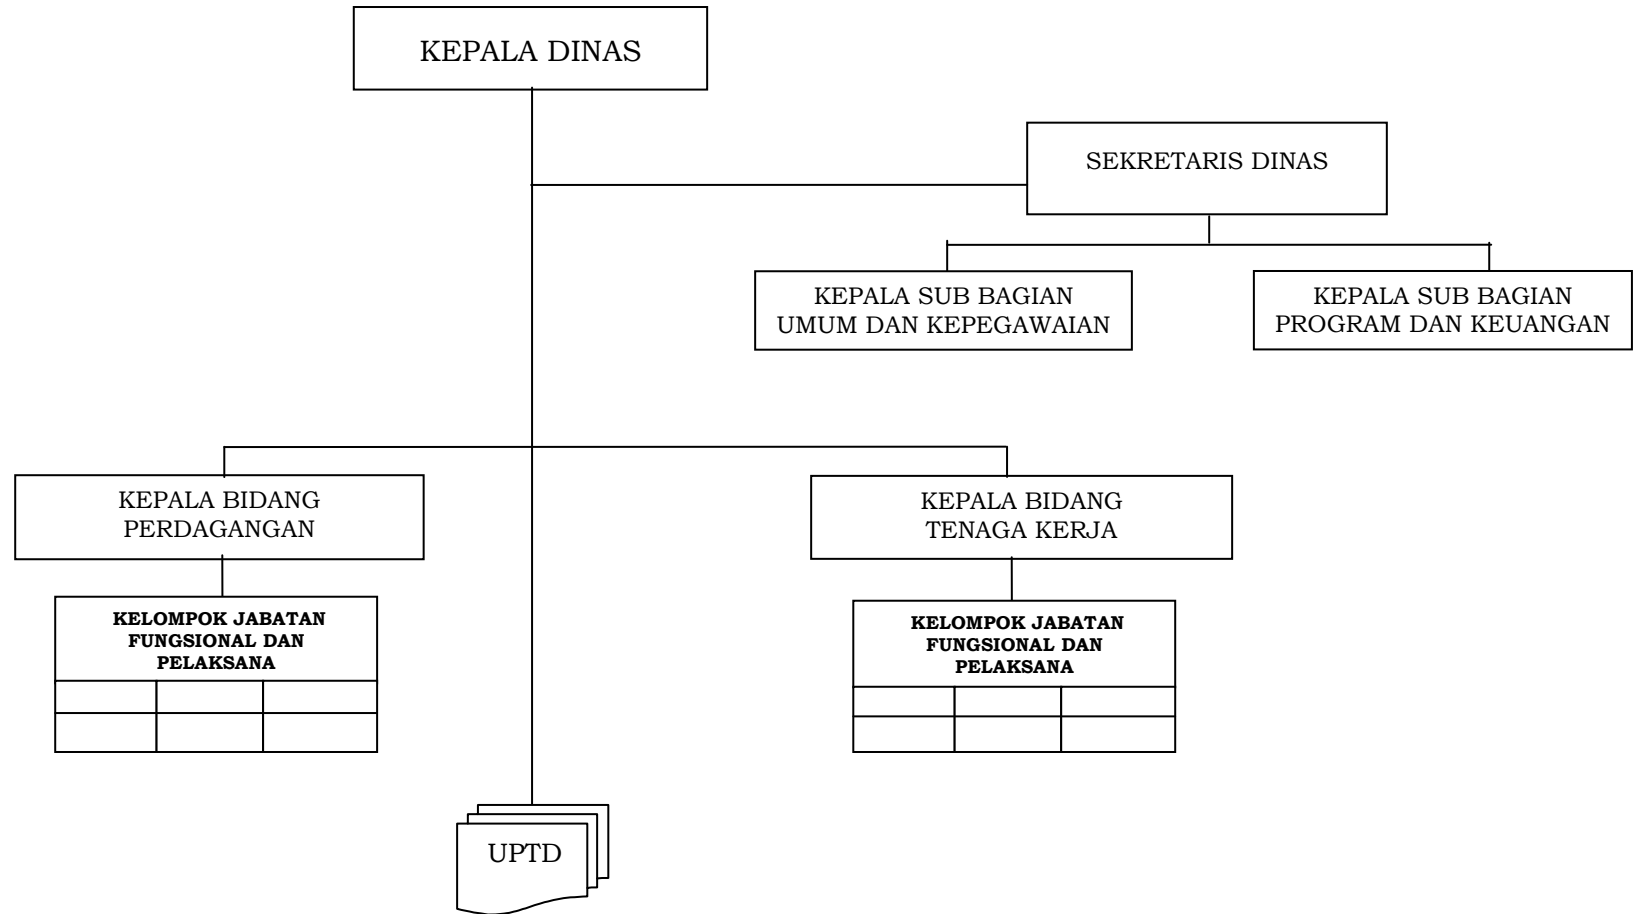 KEPALA DINAS
SEKRETARIS DINAS
KEPALA SUB BAGIAN
UMUM DAN KEPEGAWAIAN
KEPALA SUB BAGIAN
PROGRAM DAN KEUANGAN
KEPALA BIDANG
PERDAGANGAN
KEPALA BIDANG
TENAGA KERJA
KELOMPOK JABATAN
FUNGSIONAL DAN
PELAKSANA
KELOMPOK JABATAN
FUNGSIONAL DAN
PELAKSANA
UPTD